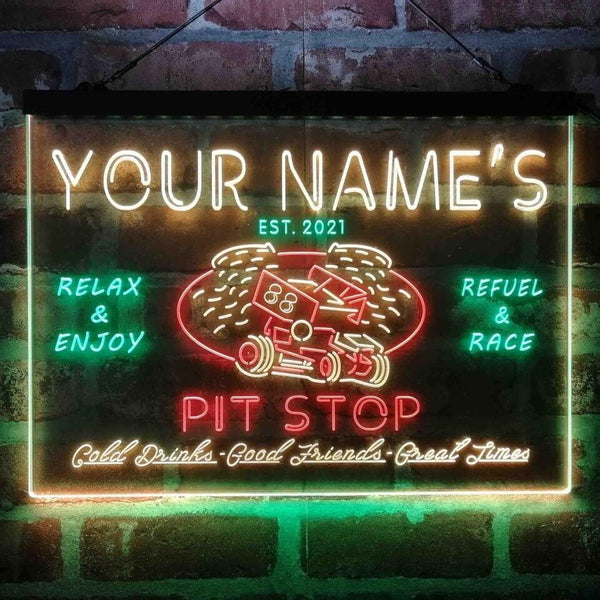 YOUR NAME'S
EST. 2021
RELAX
&
ENJOY
REFUEL
&
RACE
88
PIT STOP
Cold Drinks-Good Friends-Great Times